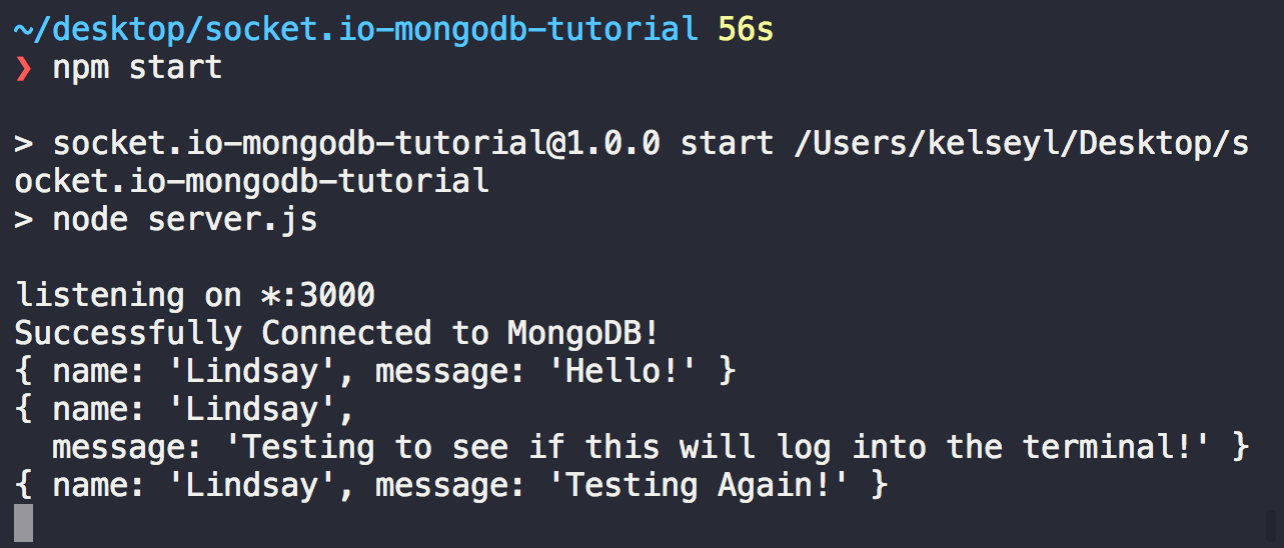 ~/desktop/socket.io-mongodb-tutorial 56s
❯ npm start
> socket.io-mongodb-tutorial@1.0.0 start /Users/kelseyl/Desktop/s
ocket.io-mongodb-tutorial
> node server.js
listening on *:3000
Successfully Connected to MongoDB!
{ name: 'Lindsay', message: 'Hello!' }
{ name: 'Lindsay',
  message: 'Testing to see if this will log into the terminal!' }
{ name: 'Lindsay', message: 'Testing Again!' }